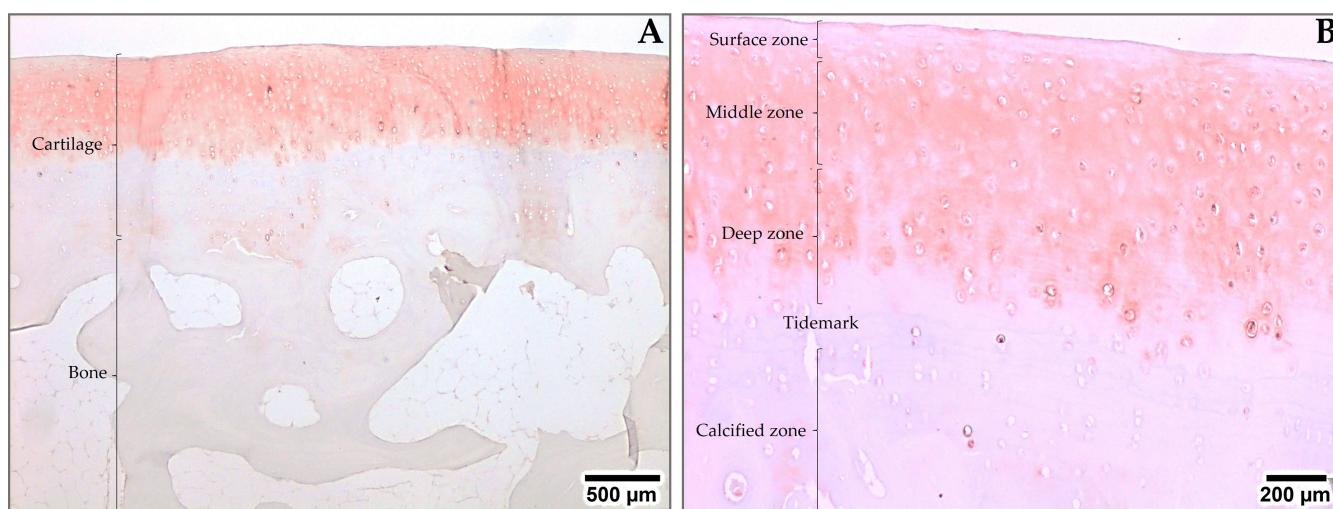 A
Cartilage
Bone
500 µm
B
Surface zone
Middle zone
Deep zone
Tidemark
Calcified zone
200 µm